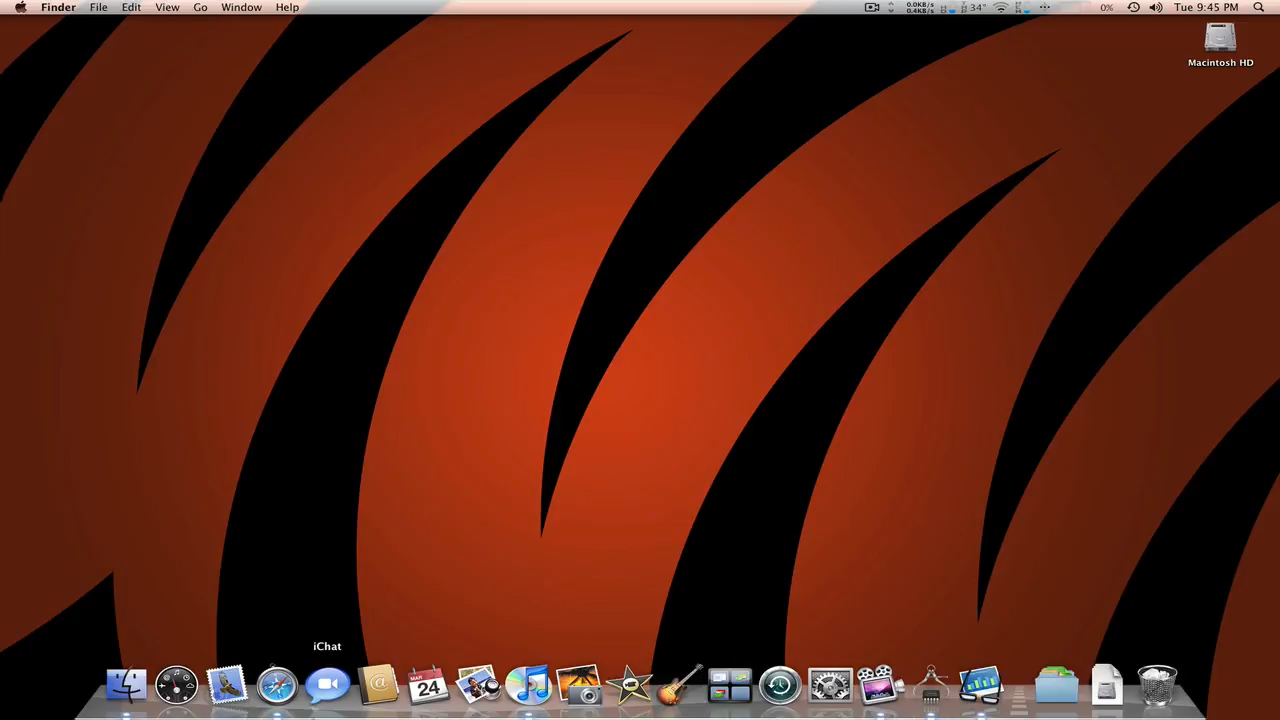 Finder File Edit View Go Window Help 0.0KB/s 0.4KB/s 34° 0% Tue 9:45 PM
Macintosh HD
iChat
24